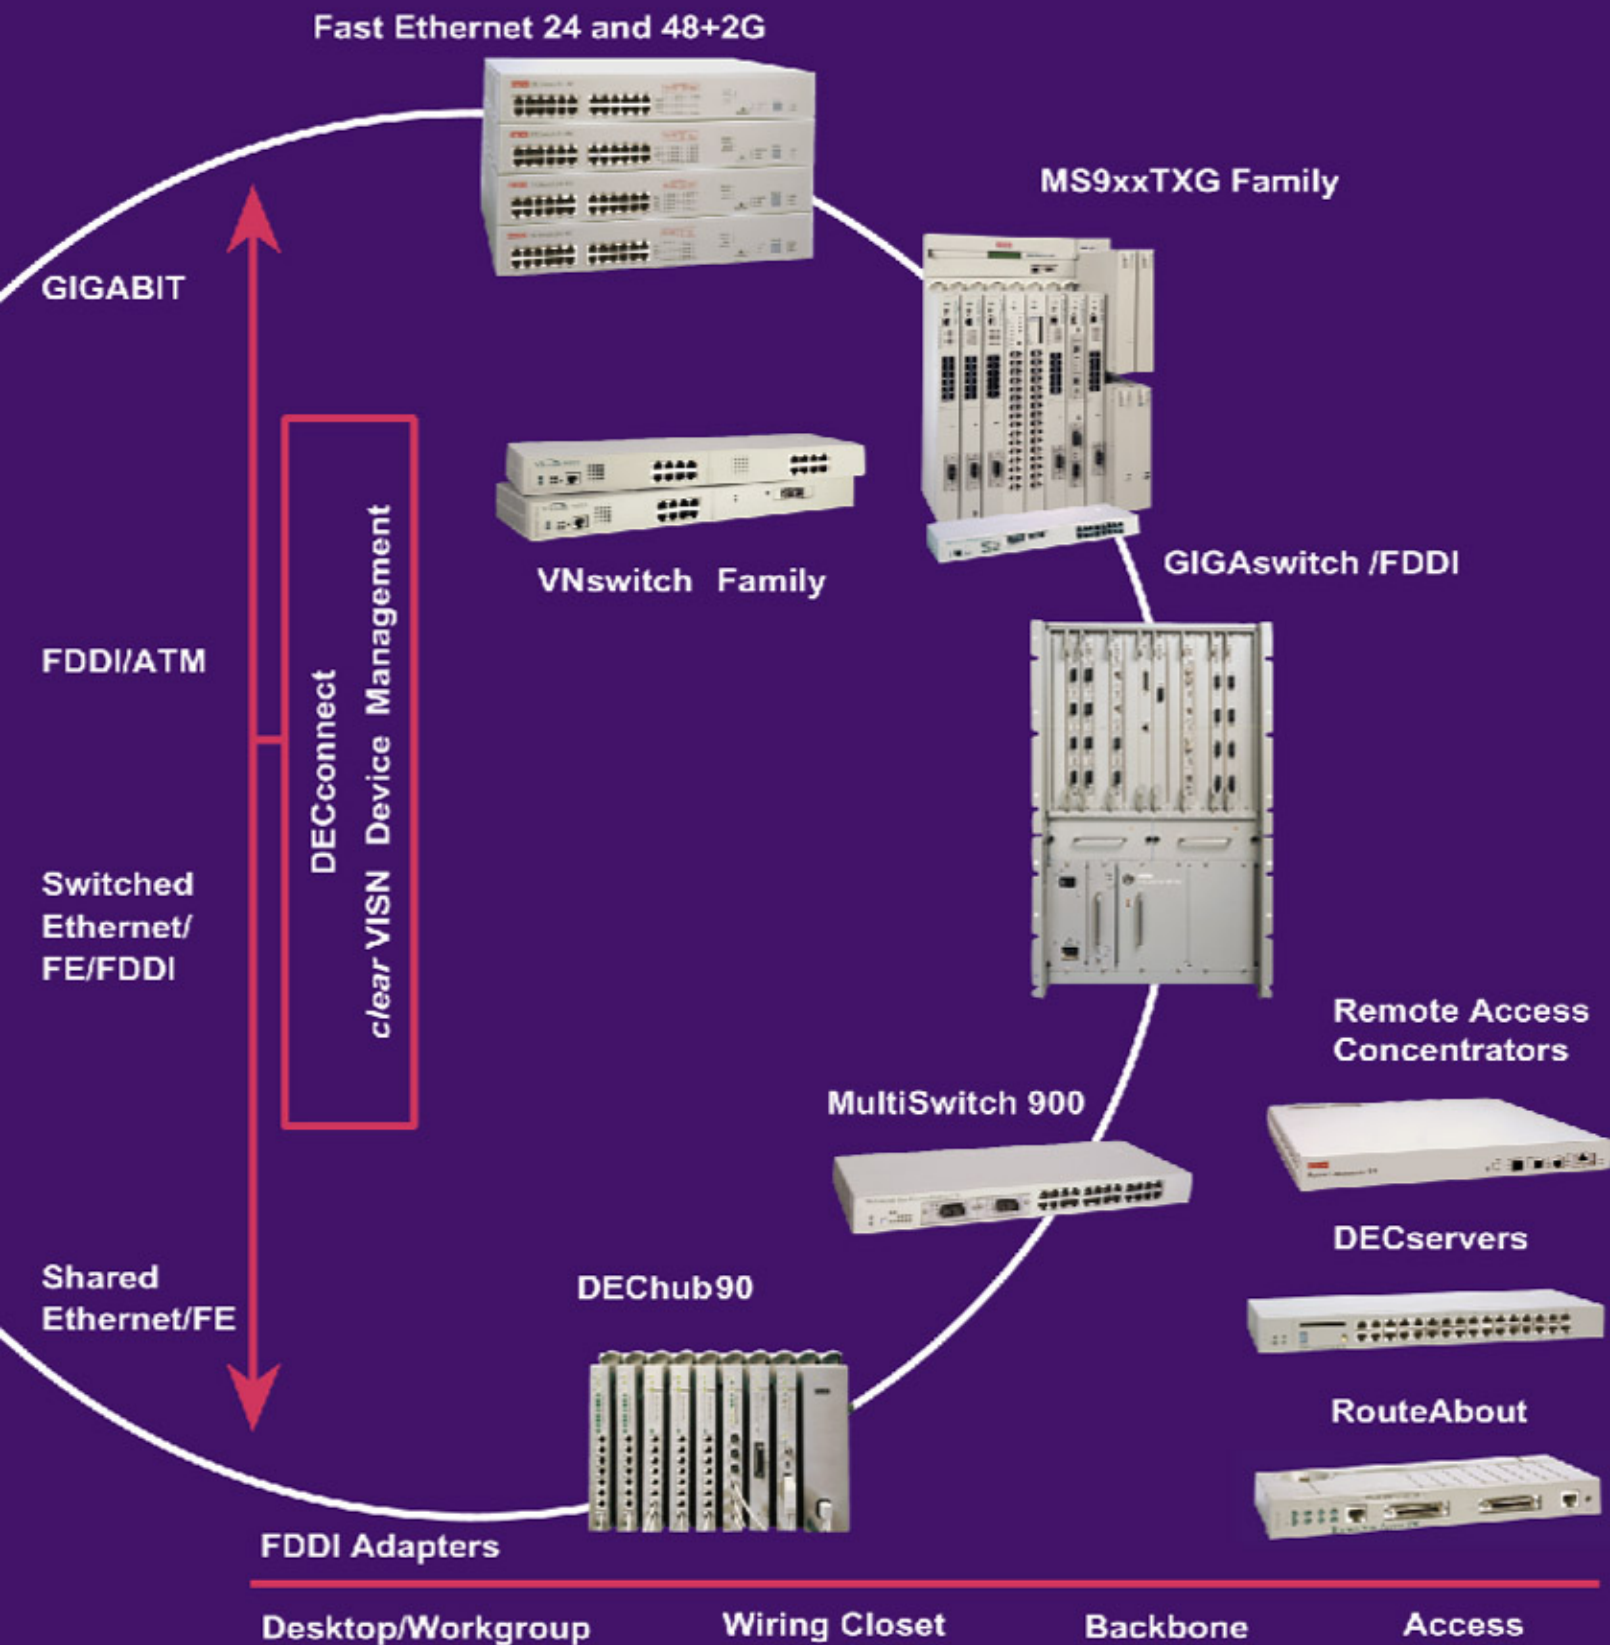 Fast Ethernet 24 and 48+2G
MS9xxTXG Family
GIGABIT
VNswitch Family
GIGAswitch /FDDI
FDDI/ATM
DECconnect
clear VISN Device Management
Switched
Ethernet/
FE/FDDI
Remote Access
Concentrators
MultiSwitch 900
DECservers
Shared
Ethernet/FE
DEChub90
RouteAbout
FDDI Adapters
Desktop/Workgroup
Wiring Closet
Backbone
Access